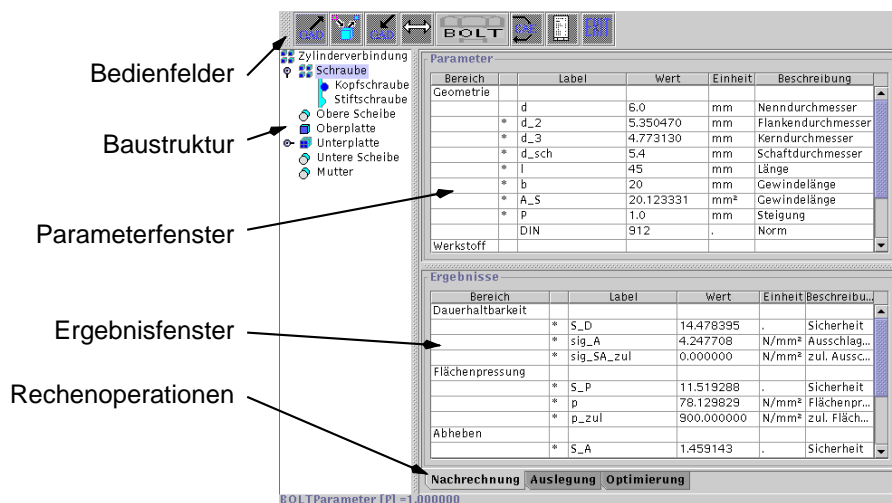 CAD CAD BOLT CAE EXIT
Bedienfelder
Baustruktur
Parameterfenster
Ergebnisfenster
Rechenoperationen
Zylinderverbindung
Schraube
Kopfschraube
Stiftschraube
Obere Scheibe
Oberplatte
Unterplatte
Untere Scheibe
Mutter
Parameter
Bereich Label Wert Einheit Beschreibung
Geometrie
d 6.0 mm Nenndurchmesser
* d_2 5.350470 mm Flankendurchmesser
* d_3 4.773130 mm Kerndurchmesser
* d_sch 5.4 mm Schaftdurchmesser
* l 45 mm Länge
* b 20 mm Gewindelänge
* A_S 20.123331 mm² Gewindelänge
* P 1.0 mm Steigung
DIN 912 . Norm
Werkstoff
Ergebnisse
Bereich Label Wert Einheit Beschreibu...
Dauerhaltbarkeit
* S_D 14.478395 . Sicherheit
* sig_A 4.247708 N/mm² Ausschlag...
* sig_SA_zul 0.000000 N/mm² zul. Aussc...
Flächenpressung
* S_P 11.519288 . Sicherheit
* p 78.129829 N/mm² Flächenpr...
* p_zul 900.000000 N/mm² zul. Fläch...
Abheben
* S_A 1.459143 . Sicherheit
Nachrechnung Auslegung Optimierung
BOLTParameter [P] =1.000000